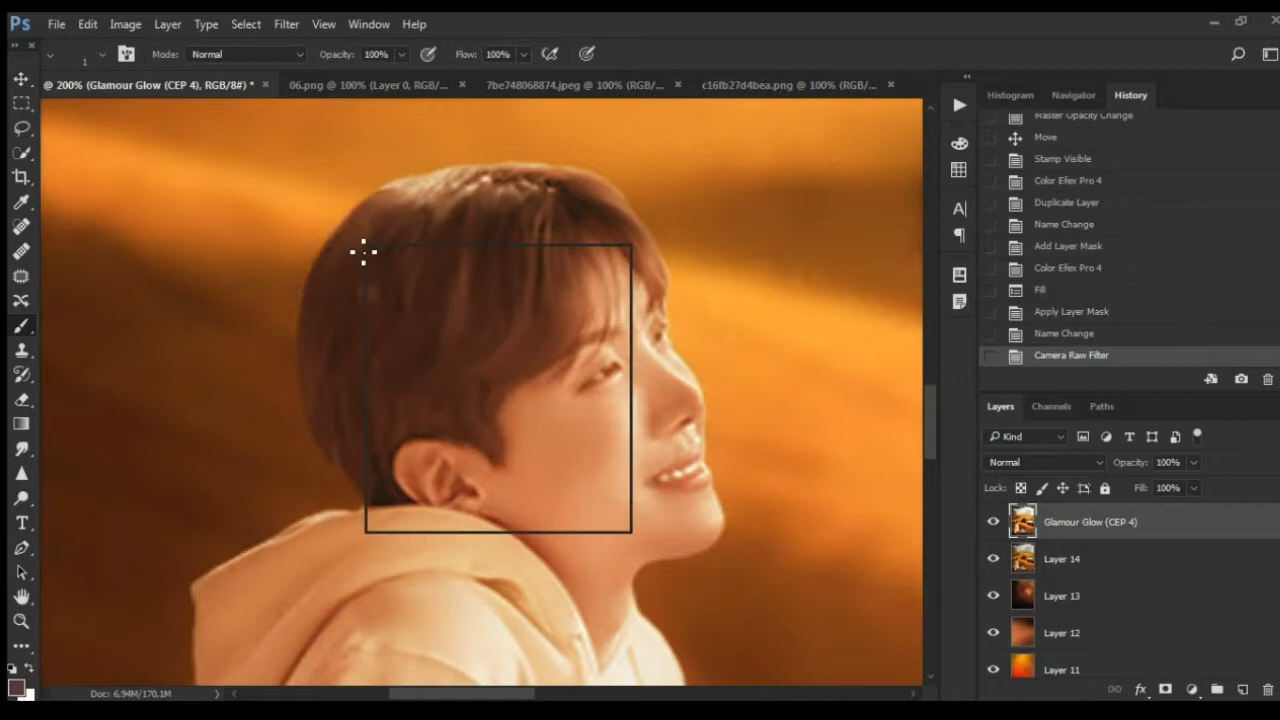 Ps File Edit Image Layer Type Select Filter View Window Help
1 Mode: Normal Opacity: 100% Flow: 100%
@ 200% (Glamour Glow (CEP 4), RGB/8#) * × 06.png @ 100% (Layer 0, RGB/... × 7be748068874.jpeg @ 100% (RGB/... × c16fb27d4bea.png @ 100% (RGB/... ×
Histogram Navigator History
Master Opacity Change
Move
Stamp Visible
Color Efex Pro 4
Duplicate Layer
Name Change
Add Layer Mask
Color Efex Pro 4
Fill
Apply Layer Mask
Name Change
Camera Raw Filter
Layers Channels Paths
Kind
Normal Opacity: 100%
Lock: Fill: 100%
Glamour Glow (CEP 4)
Layer 14
Layer 13
Layer 12
Layer 11
Doc: 6,94M/170,1M